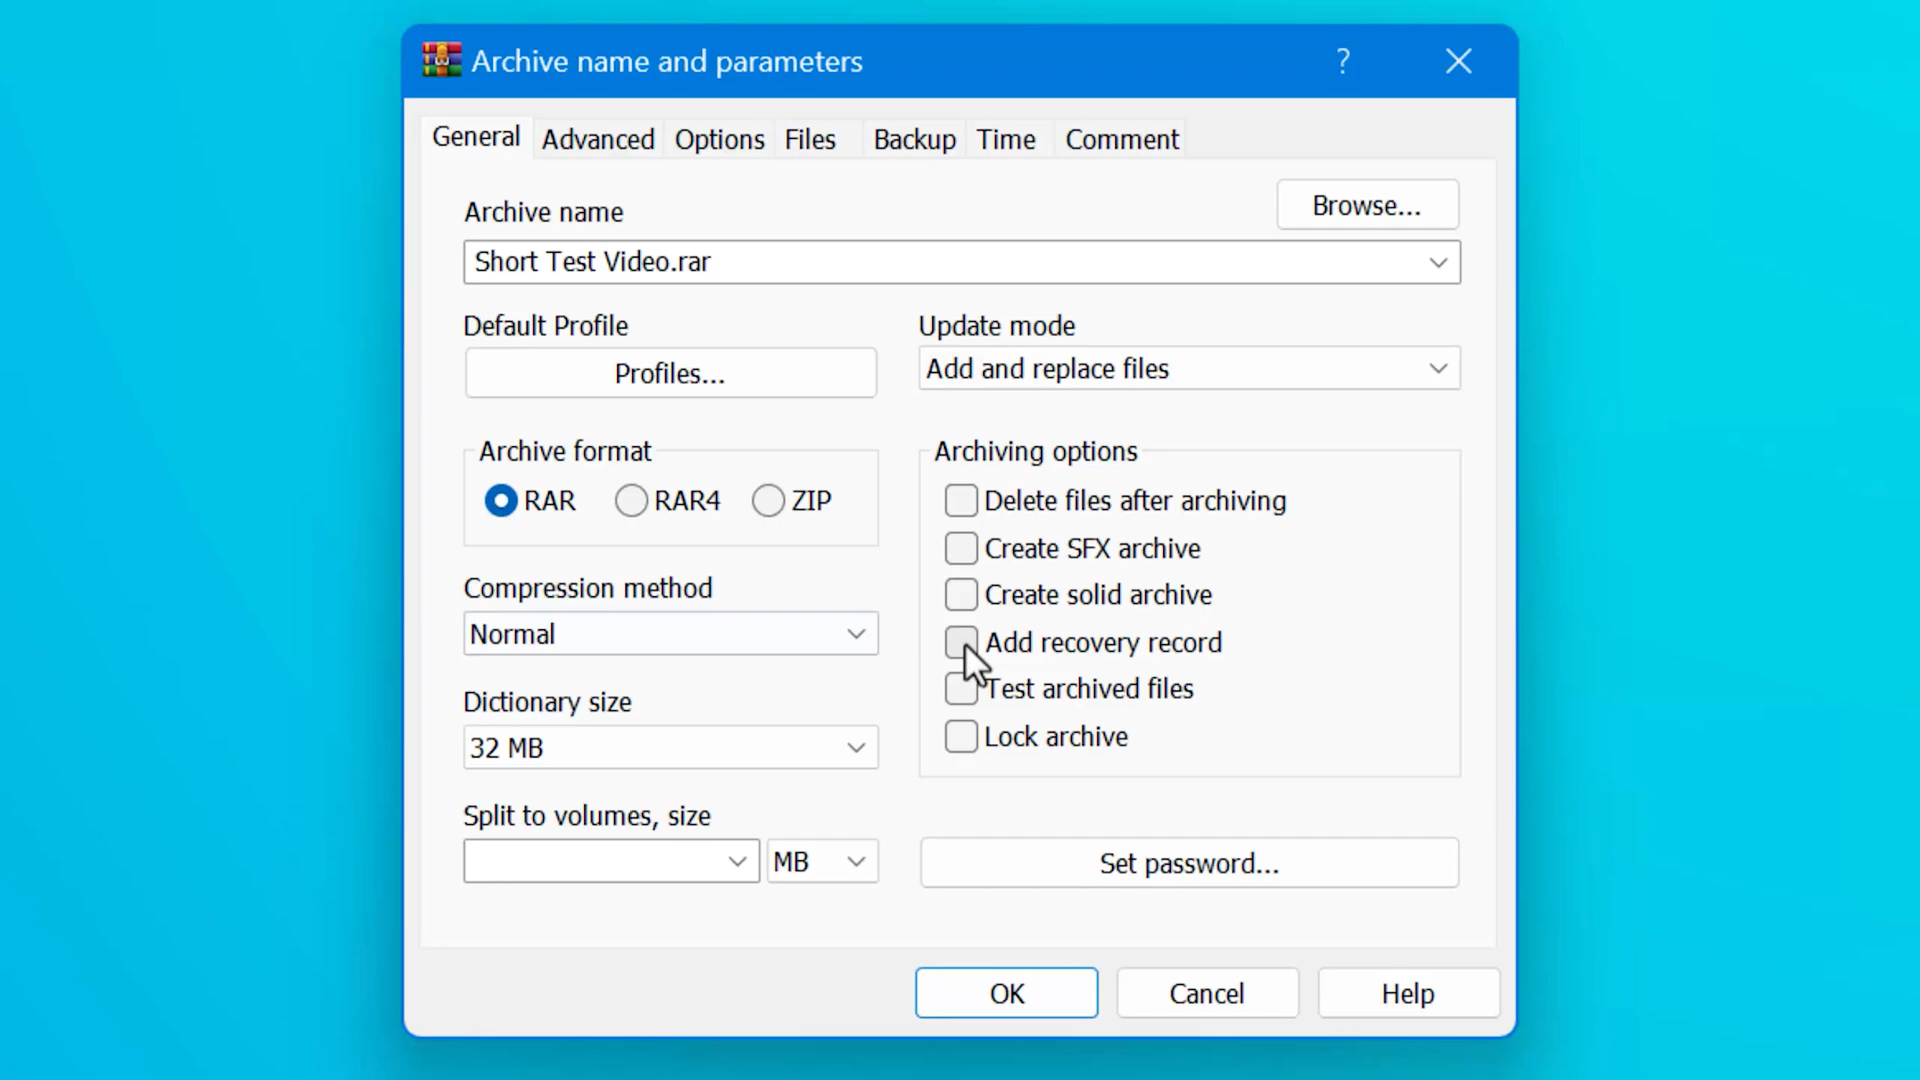 Archive name and parameters
?
General Advanced Options Files Backup Time Comment
Archive name
Browse...
Short Test Video.rar
Default Profile
Profiles...
Update mode
Add and replace files
Archive format
RAR RAR4 ZIP
Compression method
Normal
Dictionary size
32 MB
Split to volumes, size
MB
Archiving options
Delete files after archiving
Create SFX archive
Create solid archive
Add recovery record
Test archived files
Lock archive
Set password...
OK Cancel Help